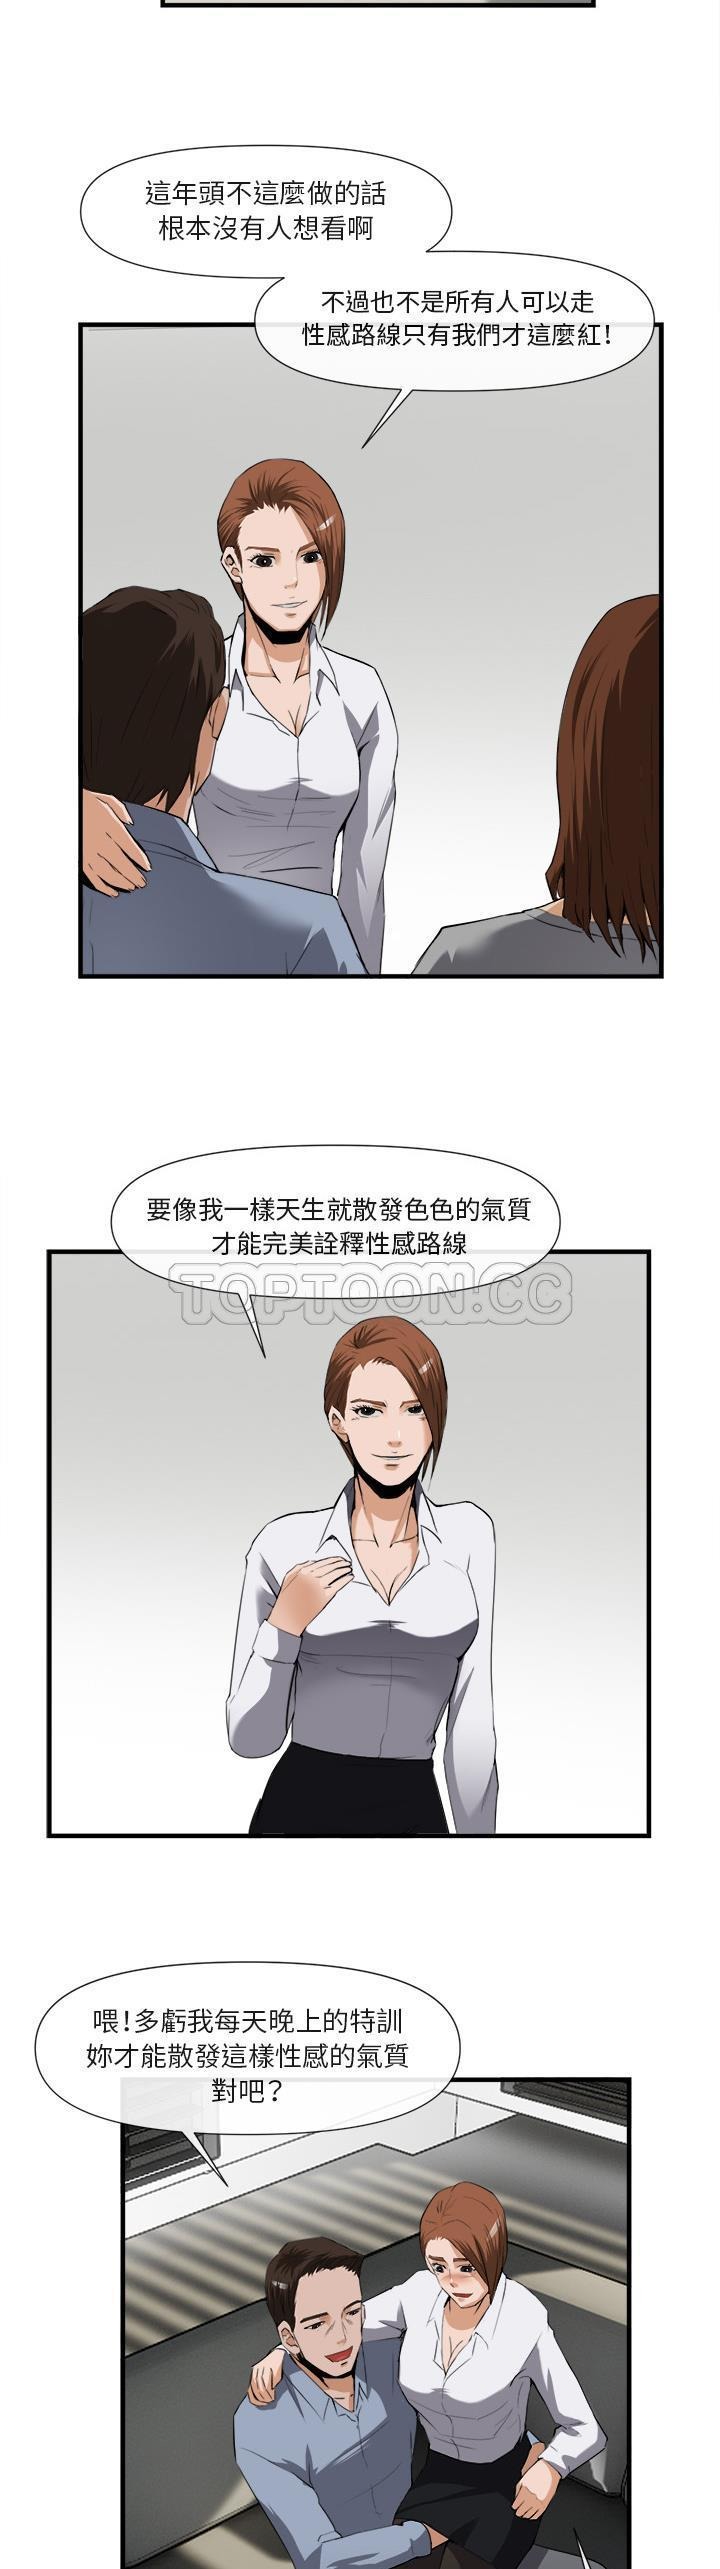 這年頭不這麼做的話
根本沒有人想看啊
不過也不是所有人可以走
性感路線只有我們才這麼紅!
要像我一樣天生就散發色色的氣質
才能完美詮釋性感路線
TOPTOON.CC
喂!多虧我每天晚上的特訓
妳才能散發這樣性感的氣質
對吧?